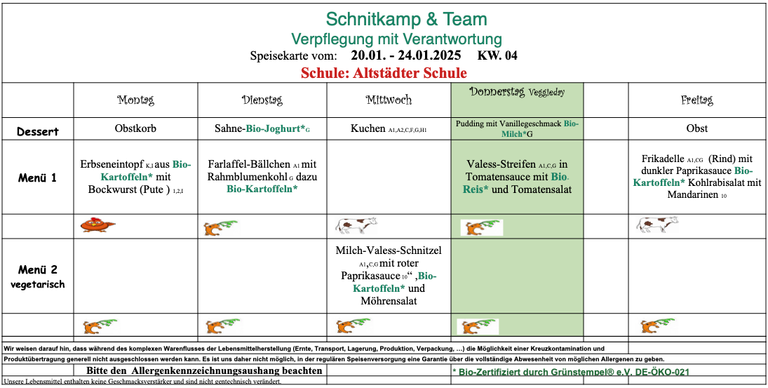 Schnitkamp & Team
Verpflegung mit Verantwortung
Speisekarte vom: 20.01. - 24.01.2025 KW. 04
Schule: Altstädter Schule
Montag Dienstag Mittwoch Donnerstag Veggieday Freitag
Dessert
Obstkorb
Sahne-Bio-Joghurt*G
Kuchen A1,A2,C,F,G,H1
Pudding mit Vanillegeschmack Bio-
Milch*G
Obst
Menü 1
Erbseneintopf K,I aus Bio-
Kartoffeln* mit
Bockwurst (Pute ) 1,2,I
Farlaffel-Bällchen A1 mit
Rahmblumenkohl G dazu
Bio-Kartoffeln*
Valess-Streifen A1,C,G in
Tomatensauce mit Bio-
Reis* und Tomatensalat
Frikadelle A1,CG (Rind) mit
dunkler Paprikasauce Bio-
Kartoffeln* Kohlrabisalat mit
Mandarinen 10
Menü 2
vegetarisch
Milch-Valess-Schnitzel
A1,C,G mit roter
Paprikasauce 10“ ,Bio-
Kartoffeln* und
Möhrensalat
Wir weisen darauf hin, dass während des komplexen Warenflusses der Lebensmittelherstellung (Ernte, Transport, Lagerung, Produktion, Verpackung, …) die Möglichkeit einer Kreuzkontamination und
Produktübertragung generell nicht ausgeschlossen werden kann. Es ist uns daher nicht möglich, in der regulären Speisenversorgung eine Garantie über die vollständige Abwesenheit von möglichen Allergenen zu geben.
Bitte den Allergenkennzeichnungsaushang beachten
* Bio-Zertifiziert durch Grünstempel® e.V. DE-ÖKO-021
Unsere Lebensmittel enthalten keine Geschmacksverstärker und sind nicht gentechnisch verändert.